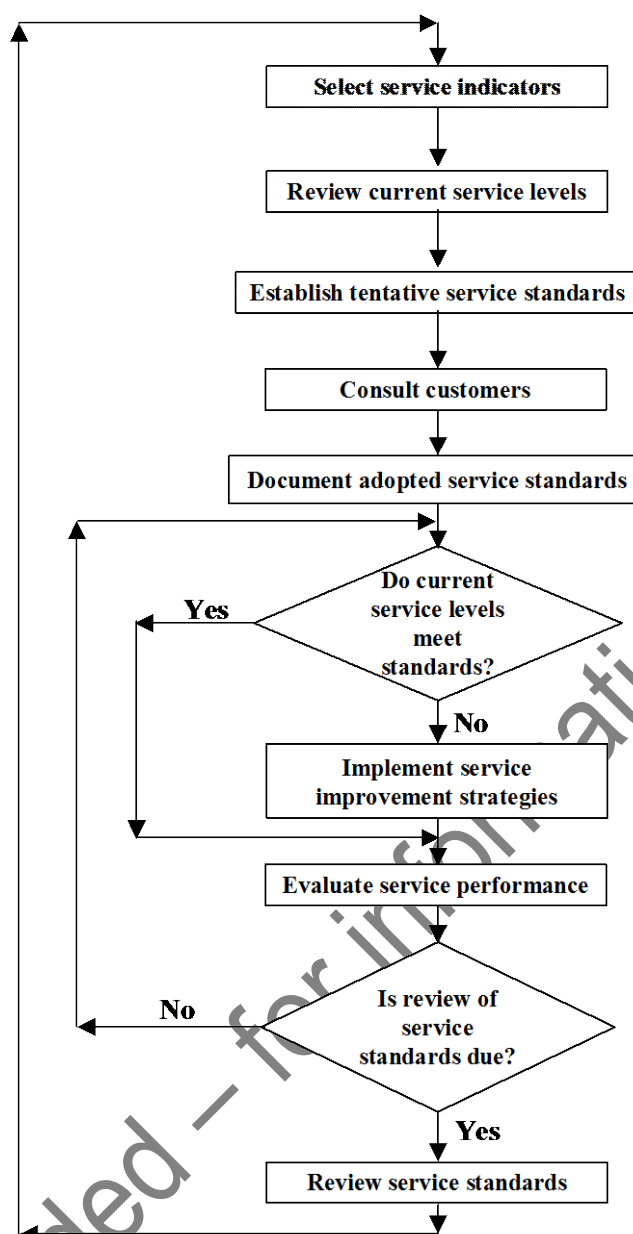 Select service indicators
Review current service levels
Establish tentative service standards
Consult customers
Document adopted service standards
Do current
service levels
meet
standards?
Yes
No
Implement service
improvement strategies
Evaluate service performance
Is review of
service
standards due?
No
Yes
Review service standards
– for